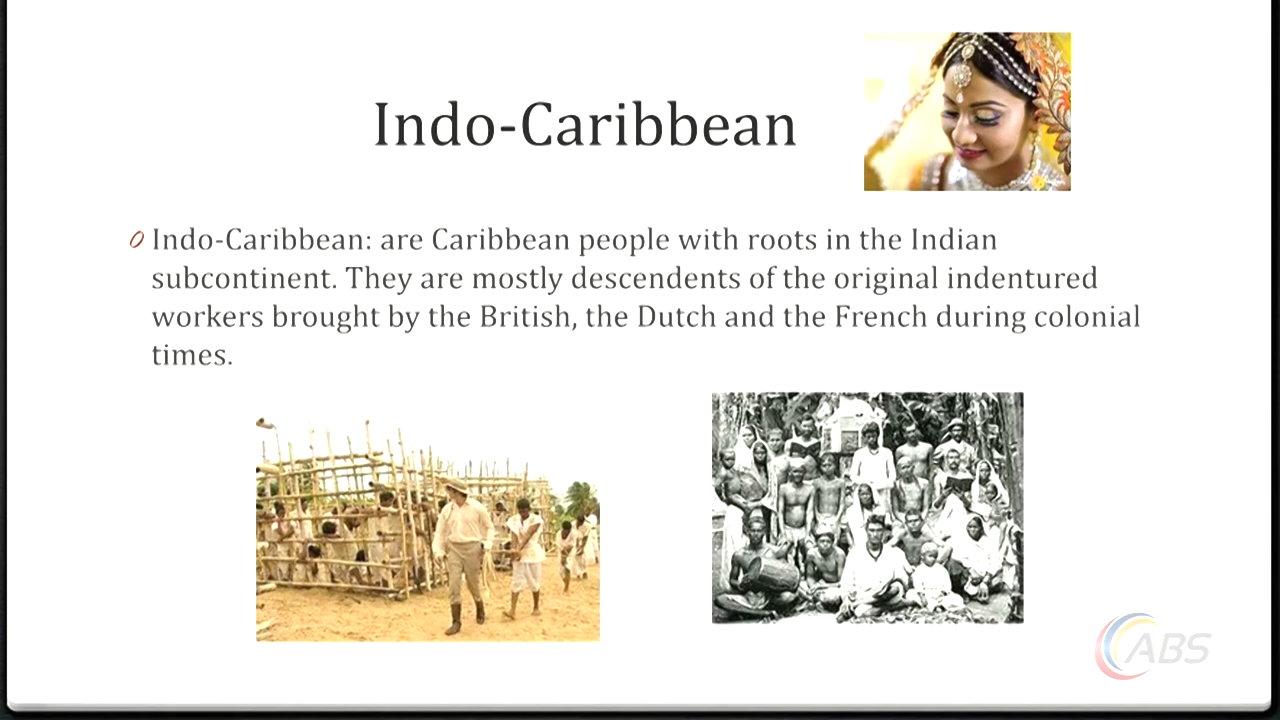 Indo-Caribbean
Indo-Caribbean: are Caribbean people with roots in the Indian
subcontinent. They are mostly descendents of the original indentured
workers brought by the British, the Dutch and the French during colonial
times.
ABS